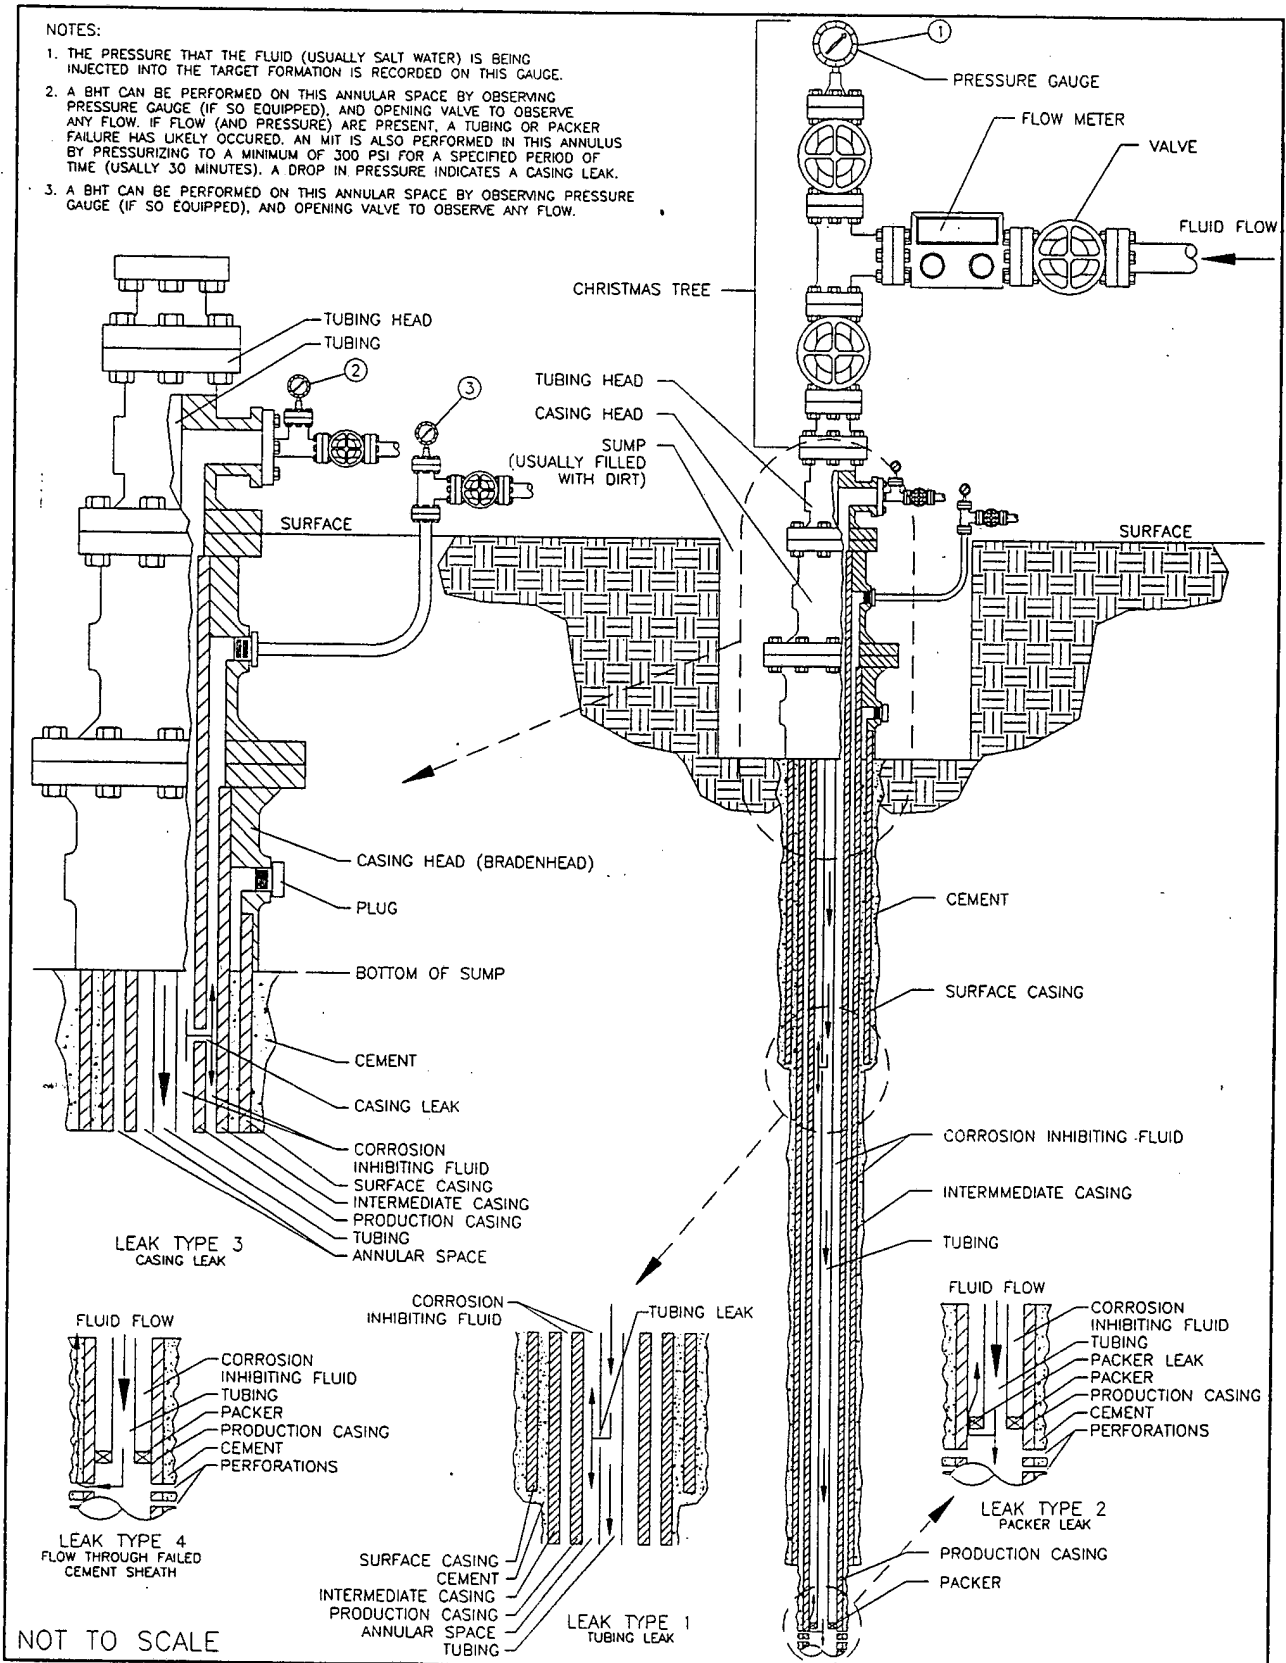 NOTES:
1. THE PRESSURE THAT THE FLUID (USUALLY SALT WATER) IS BEING
INJECTED INTO THE TARGET FORMATION IS RECORDED ON THIS GAUGE.
2. A BHT CAN BE PERFORMED ON THIS ANNULAR SPACE BY OBSERVING
PRESSURE GAUGE (IF SO EQUIPPED), AND OPENING VALVE TO OBSERVE
ANY FLOW. IF FLOW (AND PRESSURE) ARE PRESENT, A TUBING OR PACKER
FAILURE HAS LIKELY OCCURED. AN MIT IS ALSO PERFORMED IN THIS ANNULUS
BY PRESSURIZING TO A MINIMUM OF 300 PSI FOR A SPECIFIED PERIOD OF
TIME (USALLY 30 MINUTES). A DROP IN PRESSURE INDICATES A CASING LEAK.
3. A BHT CAN BE PERFORMED ON THIS ANNULAR SPACE BY OBSERVING PRESSURE
GAUGE (IF SO EQUIPPED), AND OPENING VALVE TO OBSERVE ANY FLOW.
1
PRESSURE GAUGE
FLOW METER
VALVE
FLUID FLOW
CHRISTMAS TREE
TUBING HEAD
CASING HEAD
SUMP
(USUALLY FILLED
WITH DIRT)
SURFACE
CEMENT
SURFACE CASING
CORROSION INHIBITING FLUID
INTERMMEDIATE CASING
TUBING
PRODUCTION CASING
PACKER
TUBING HEAD
TUBING
2
3
SURFACE
CASING HEAD (BRADENHEAD)
PLUG
BOTTOM OF SUMP
CEMENT
CASING LEAK
CORROSION
INHIBITING FLUID
SURFACE CASING
INTERMEDIATE CASING
PRODUCTION CASING
TUBING
ANNULAR SPACE
LEAK TYPE 3
CASING LEAK
FLUID FLOW
CORROSION
INHIBITING FLUID
TUBING
PACKER
PRODUCTION CASING
CEMENT
PERFORATIONS
LEAK TYPE 4
FLOW THROUGH FAILED
CEMENT SHEATH
CORROSION
INHIBITING FLUID
TUBING LEAK
SURFACE CASING
CEMENT
INTERMEDIATE CASING
PRODUCTION CASING
ANNULAR SPACE
TUBING
LEAK TYPE 1
TUBING LEAK
FLUID FLOW
CORROSION
INHIBITING FLUID
TUBING
PACKER LEAK
PACKER
PRODUCTION CASING
CEMENT
PERFORATIONS
LEAK TYPE 2
PACKER LEAK
NOT TO SCALE